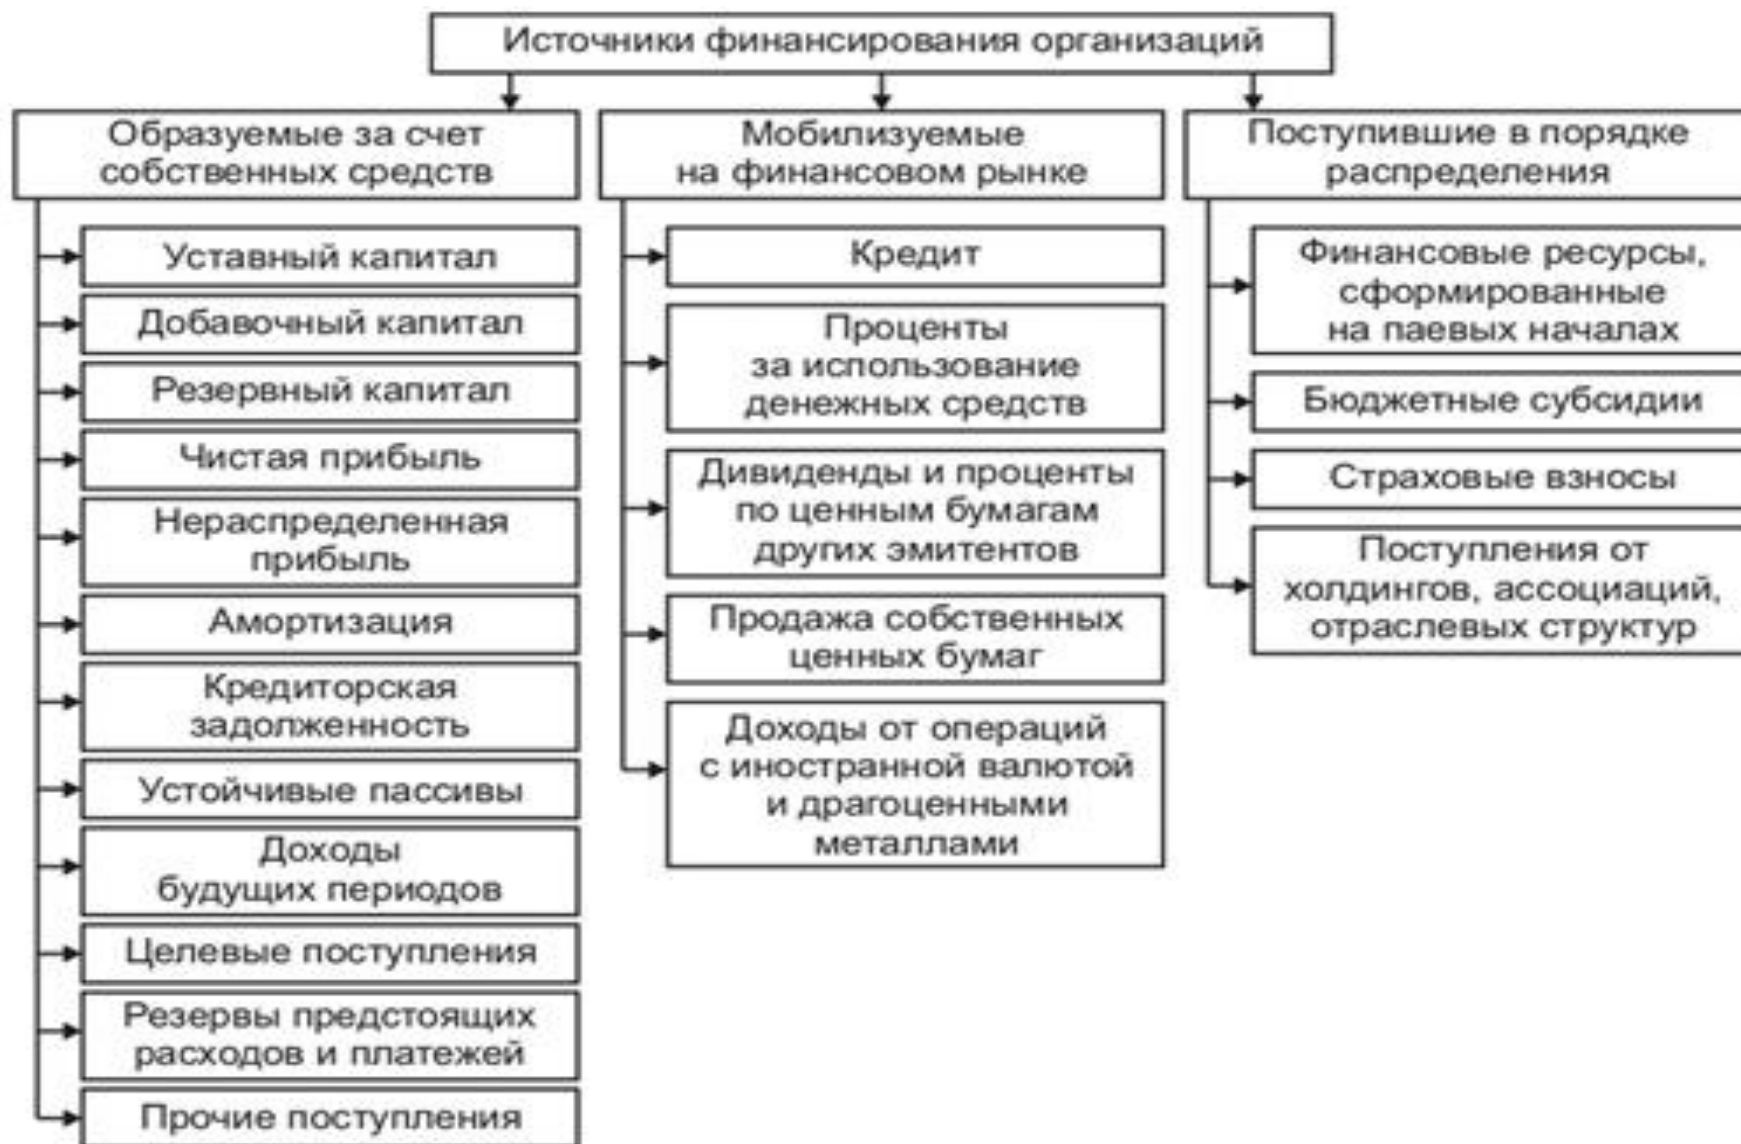 Источники финансирования организаций
Образуемые за счет
собственных средств
Уставный капитал
Добавочный капитал
Резервный капитал
Чистая прибыль
Нераспределенная
прибыль
Амортизация
Кредиторская
задолженность
Устойчивые пассивы
Доходы
будущих периодов
Целевые поступления
Резервы предстоящих
расходов и платежей
Прочие поступления
Мобилизуемые
на финансовом рынке
Кредит
Проценты
за использование
денежных средств
Дивиденды и проценты
по ценным бумагам
других эмитентов
Продажа собственных
ценных бумаг
Доходы от операций
с иностранной валютой
и драгоценными
металлами
Поступившие в порядке
распределения
Финансовые ресурсы,
сформированные
на паевых началах
Бюджетные субсидии
Страховые взносы
Поступления от
холдингов, ассоциаций,
отраслевых структур